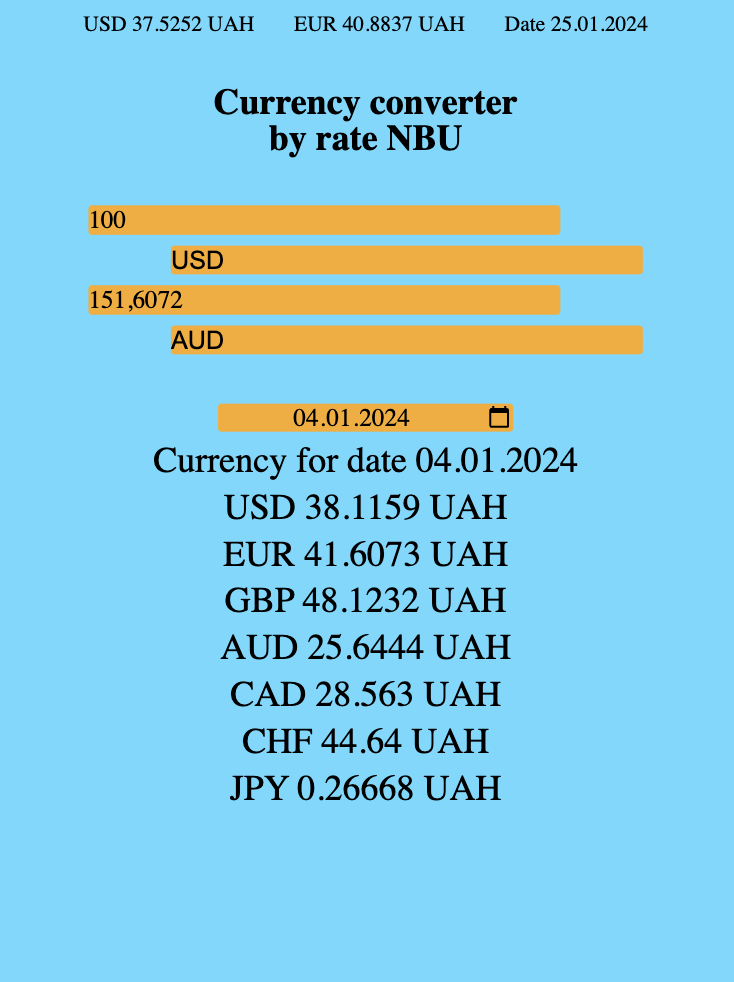 USD 37.5252 UAH EUR 40.8837 UAH Date 25.01.2024
Currency converter
by rate NBU
100
USD
151,6072
AUD
04.01.2024
Currency for date 04.01.2024
USD 38.1159 UAH
EUR 41.6073 UAH
GBP 48.1232 UAH
AUD 25.6444 UAH
CAD 28.563 UAH
CHF 44.64 UAH
JPY 0.26668 UAH